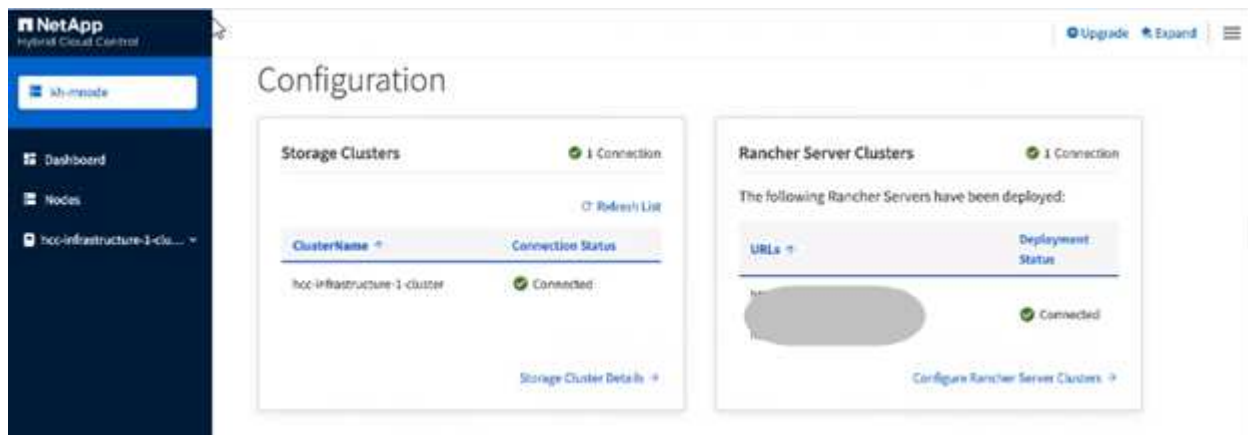 NetApp
Hybrid Cloud Control
Upgrade Expand
kh-mnode
Configuration
Dashboard
Nodes
hcc-infrastructure-1-clu...
Storage Clusters
1 Connection
Refresh List
ClusterName
Connection Status
hcc-infrastructure-1-cluster
Connected
Storage Cluster Details
Rancher Server Clusters
1 Connection
The following Rancher Servers have been deployed:
URLs
Deployment
Status
Connected
Configure Rancher Server Clusters